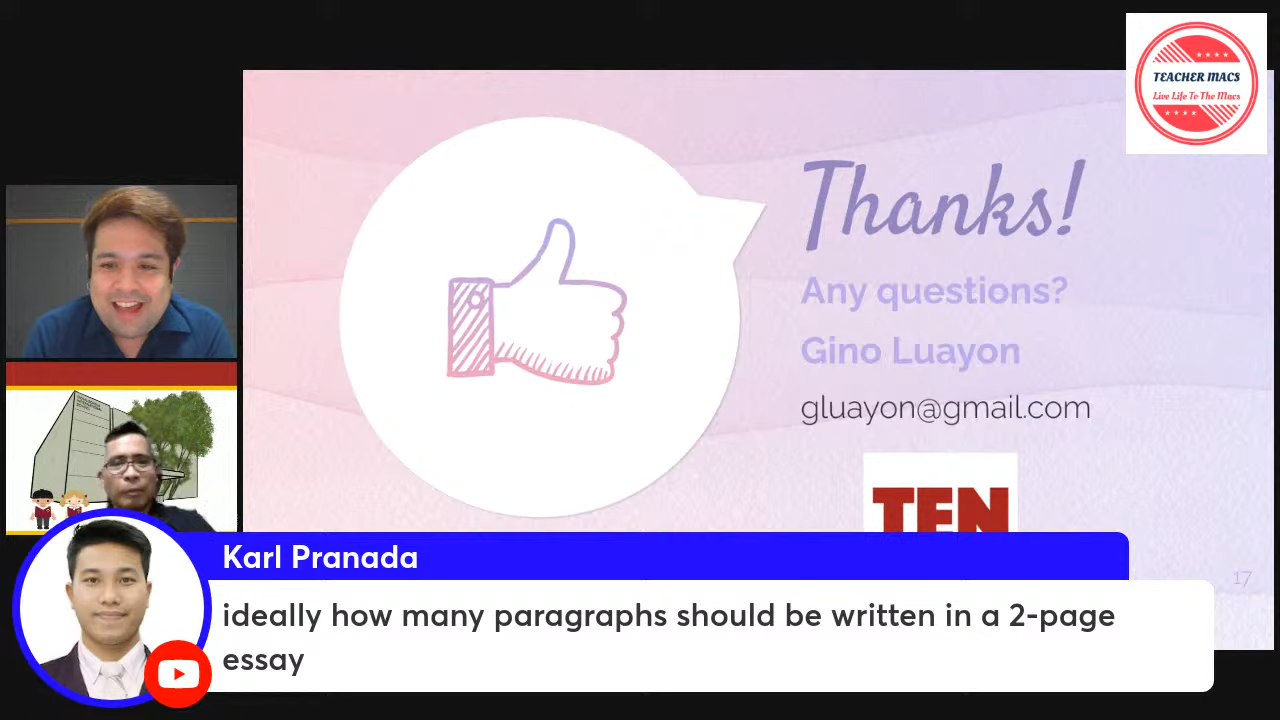 TEACHER MACS
Live Life To The Macs
Thanks!
Any questions?
Gino Luayon
gluayon@gmail.com
TEN
17
Karl Pranada
ideally how many paragraphs should be written in a 2-page
essay